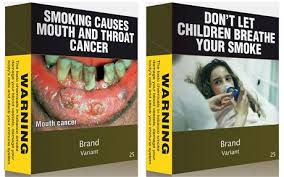 SMOKING CAUSES
MOUTH AND THROAT
CANCER
WARNING
Mouth cancer
Brand
Variant
25
DON'T LET
CHILDREN BREATHE
YOUR SMOKE
WARNING
Brand
Variant
25